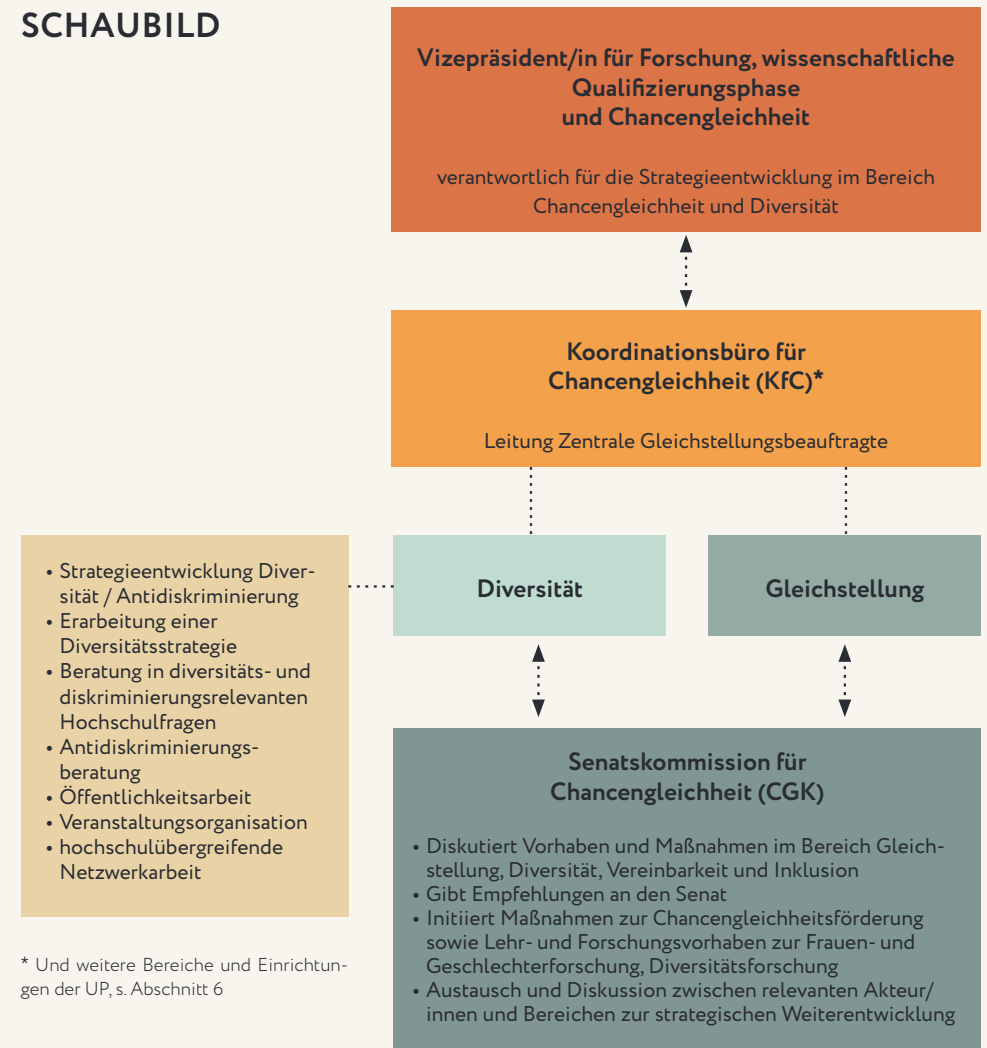 SCHAUBILD
Vizepräsident/in für Forschung, wissenschaftliche
Qualifizierungsphase
und Chancengleichheit
verantwortlich für die Strategieentwicklung im Bereich
Chancengleichheit und Diversität
Koordinationsbüro für
Chancengleichheit (KfC)*
Leitung Zentrale Gleichstellungsbeauftragte
• Strategieentwicklung Diver-
sität / Antidiskriminierung
• Erarbeitung einer
Diversitätsstrategie
• Beratung in diversitäts- und
diskriminierungsrelevanten
Hochschulfragen
• Antidiskriminierungs-
beratung
• Öffentlichkeitsarbeit
• Veranstaltungsorganisation
• hochschulübergreifende
Netzwerkarbeit
Diversität
Gleichstellung
Senatskommission für
Chancengleichheit (CGK)
• Diskutiert Vorhaben und Maßnahmen im Bereich Gleich-
stellung, Diversität, Vereinbarkeit und Inklusion
• Gibt Empfehlungen an den Senat
• Initiiert Maßnahmen zur Chancengleichheitsförderung
sowie Lehr- und Forschungsvorhaben zur Frauen- und
Geschlechterforschung, Diversitätsforschung
• Austausch und Diskussion zwischen relevanten Akteur/
innen und Bereichen zur strategischen Weiterentwicklung
* Und weitere Bereiche und Einrichtun-
gen der UP, s. Abschnitt 6